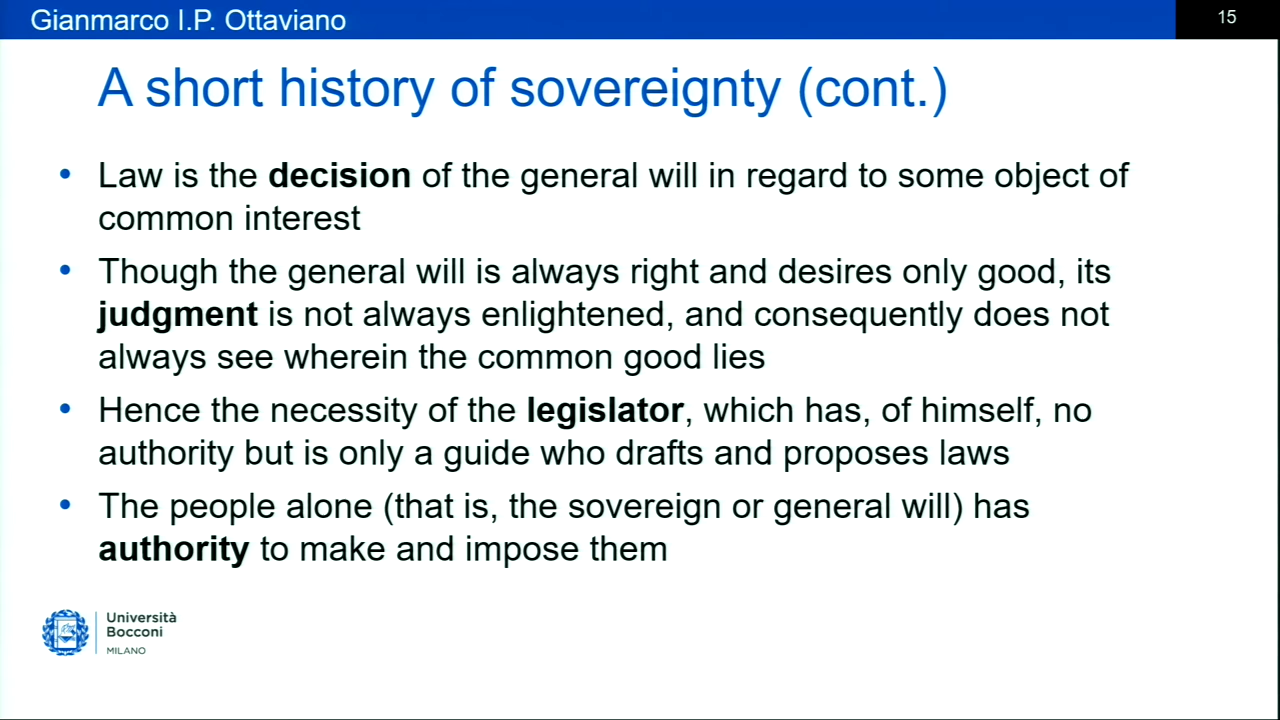 Gianmarco I.P. Ottaviano
15
A short history of sovereignty (cont.)
• Law is the decision of the general will in regard to some object of
common interest
• Though the general will is always right and desires only good, its
judgment is not always enlightened, and consequently does not
always see wherein the common good lies
• Hence the necessity of the legislator, which has, of himself, no
authority but is only a guide who drafts and proposes laws
• The people alone (that is, the sovereign or general will) has
authority to make and impose them
Università
Bocconi
MILANO